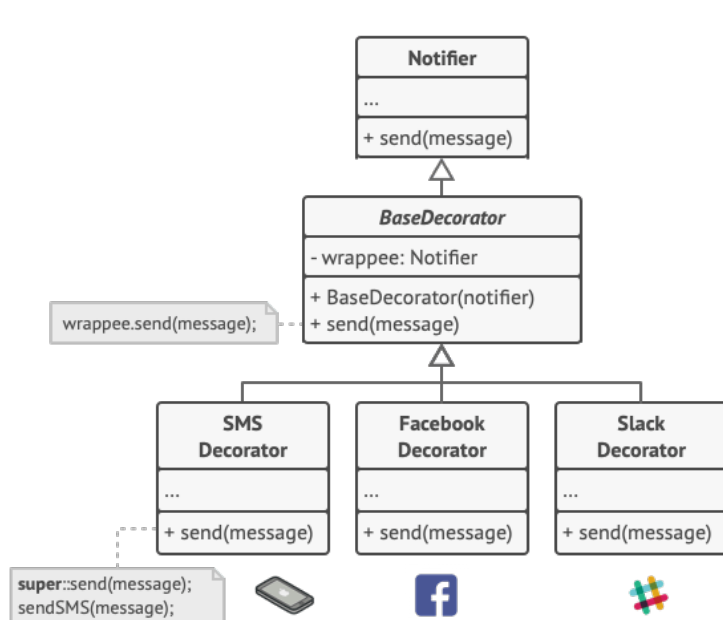 Notifier
...
+ send(message)
BaseDecorator
- wrappee: Notifier
+ BaseDecorator(notifier)
+ send(message)
wrappee.send(message);
SMS
Decorator
...
+ send(message)
Facebook
Decorator
...
+ send(message)
Slack
Decorator
...
+ send(message)
super::send(message);
sendSMS(message);
f